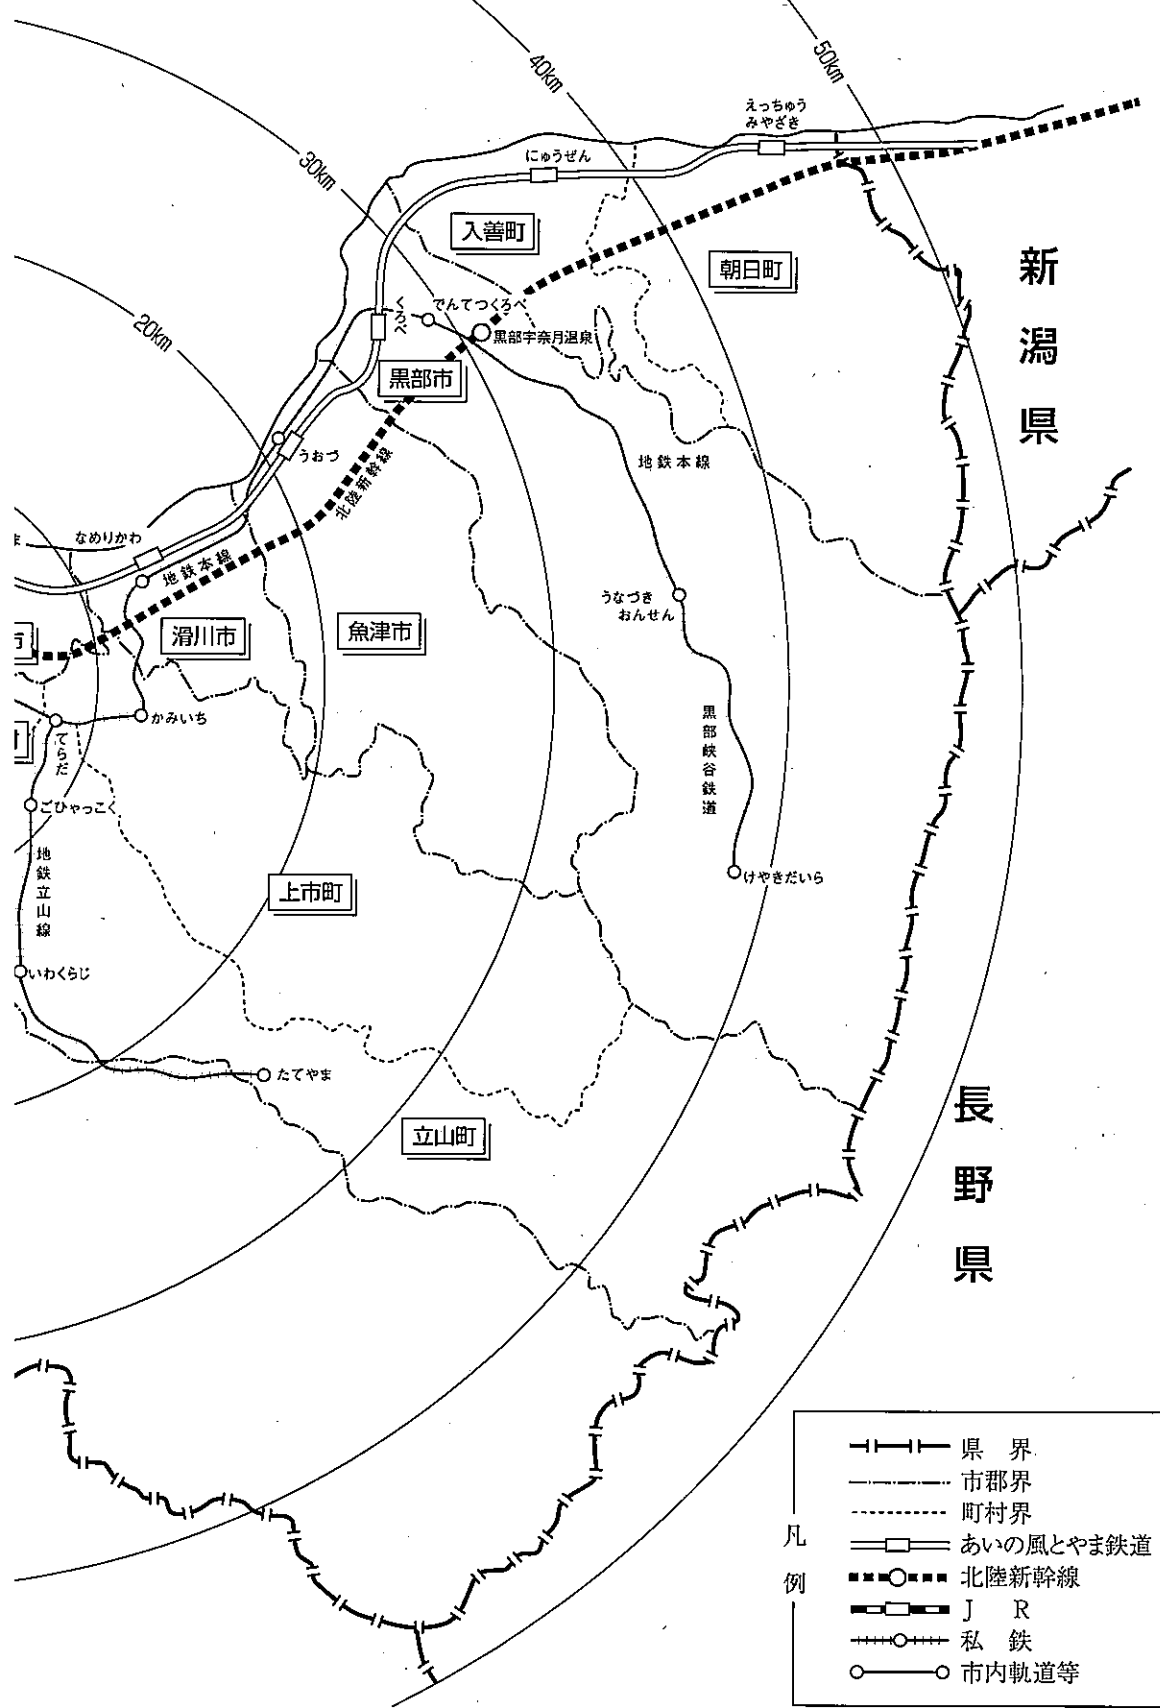 50km
40km
えっちゅう
みやざき
30km
にゅうぜん
入善町
朝日町
新潟県
20km
くろべ
でんてつくろべ
黒部宇奈月温泉
黒部市
うおづ
地鉄本線
北陸新幹線
ま
なめりかわ
地鉄本線
うなづき
おんせん
市
滑川市
魚津市
かみいち
村
てらだ
黒部峡谷鉄道
ごひゃっこく
地鉄立山線
けやきだいら
上市町
いわくらじ
たてやま
立山町
長野県
凡例
県 界
市郡界
町村界
あいの風とやま鉄道
北陸新幹線
J R
私 鉄
市内軌道等